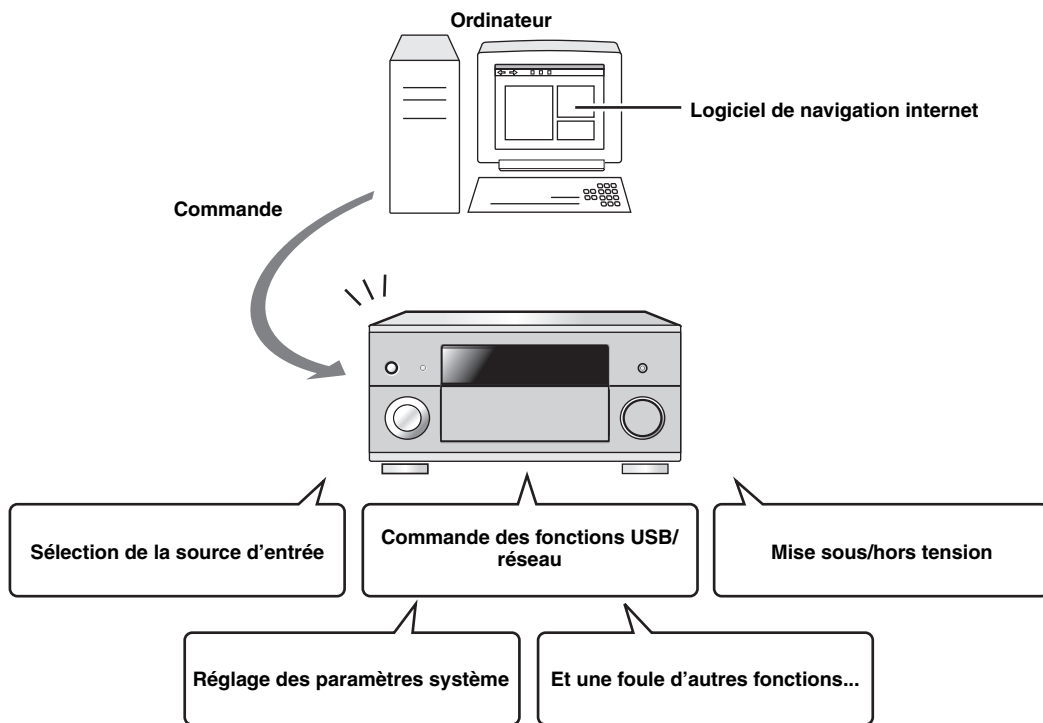 Ordinateur
Logiciel de navigation internet
Commande
Sélection de la source d'entrée
Commande des fonctions USB/
réseau
Mise sous/hors tension
Réglage des paramètres système
Et une foule d'autres fonctions...